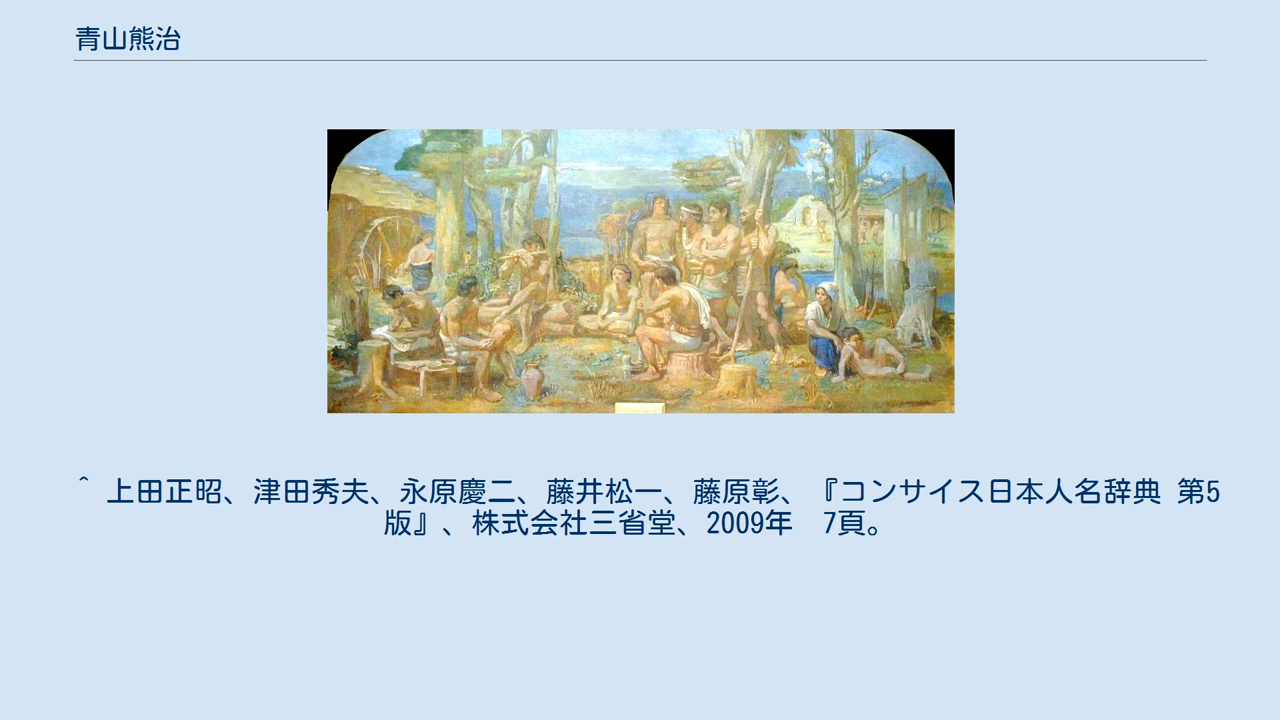 青山熊治
^ 上田正昭、津田秀夫、永原慶二、藤井松一、藤原彰、『コンサイス日本人名辞典 第5
版』、株式会社三省堂、2009年　7頁。